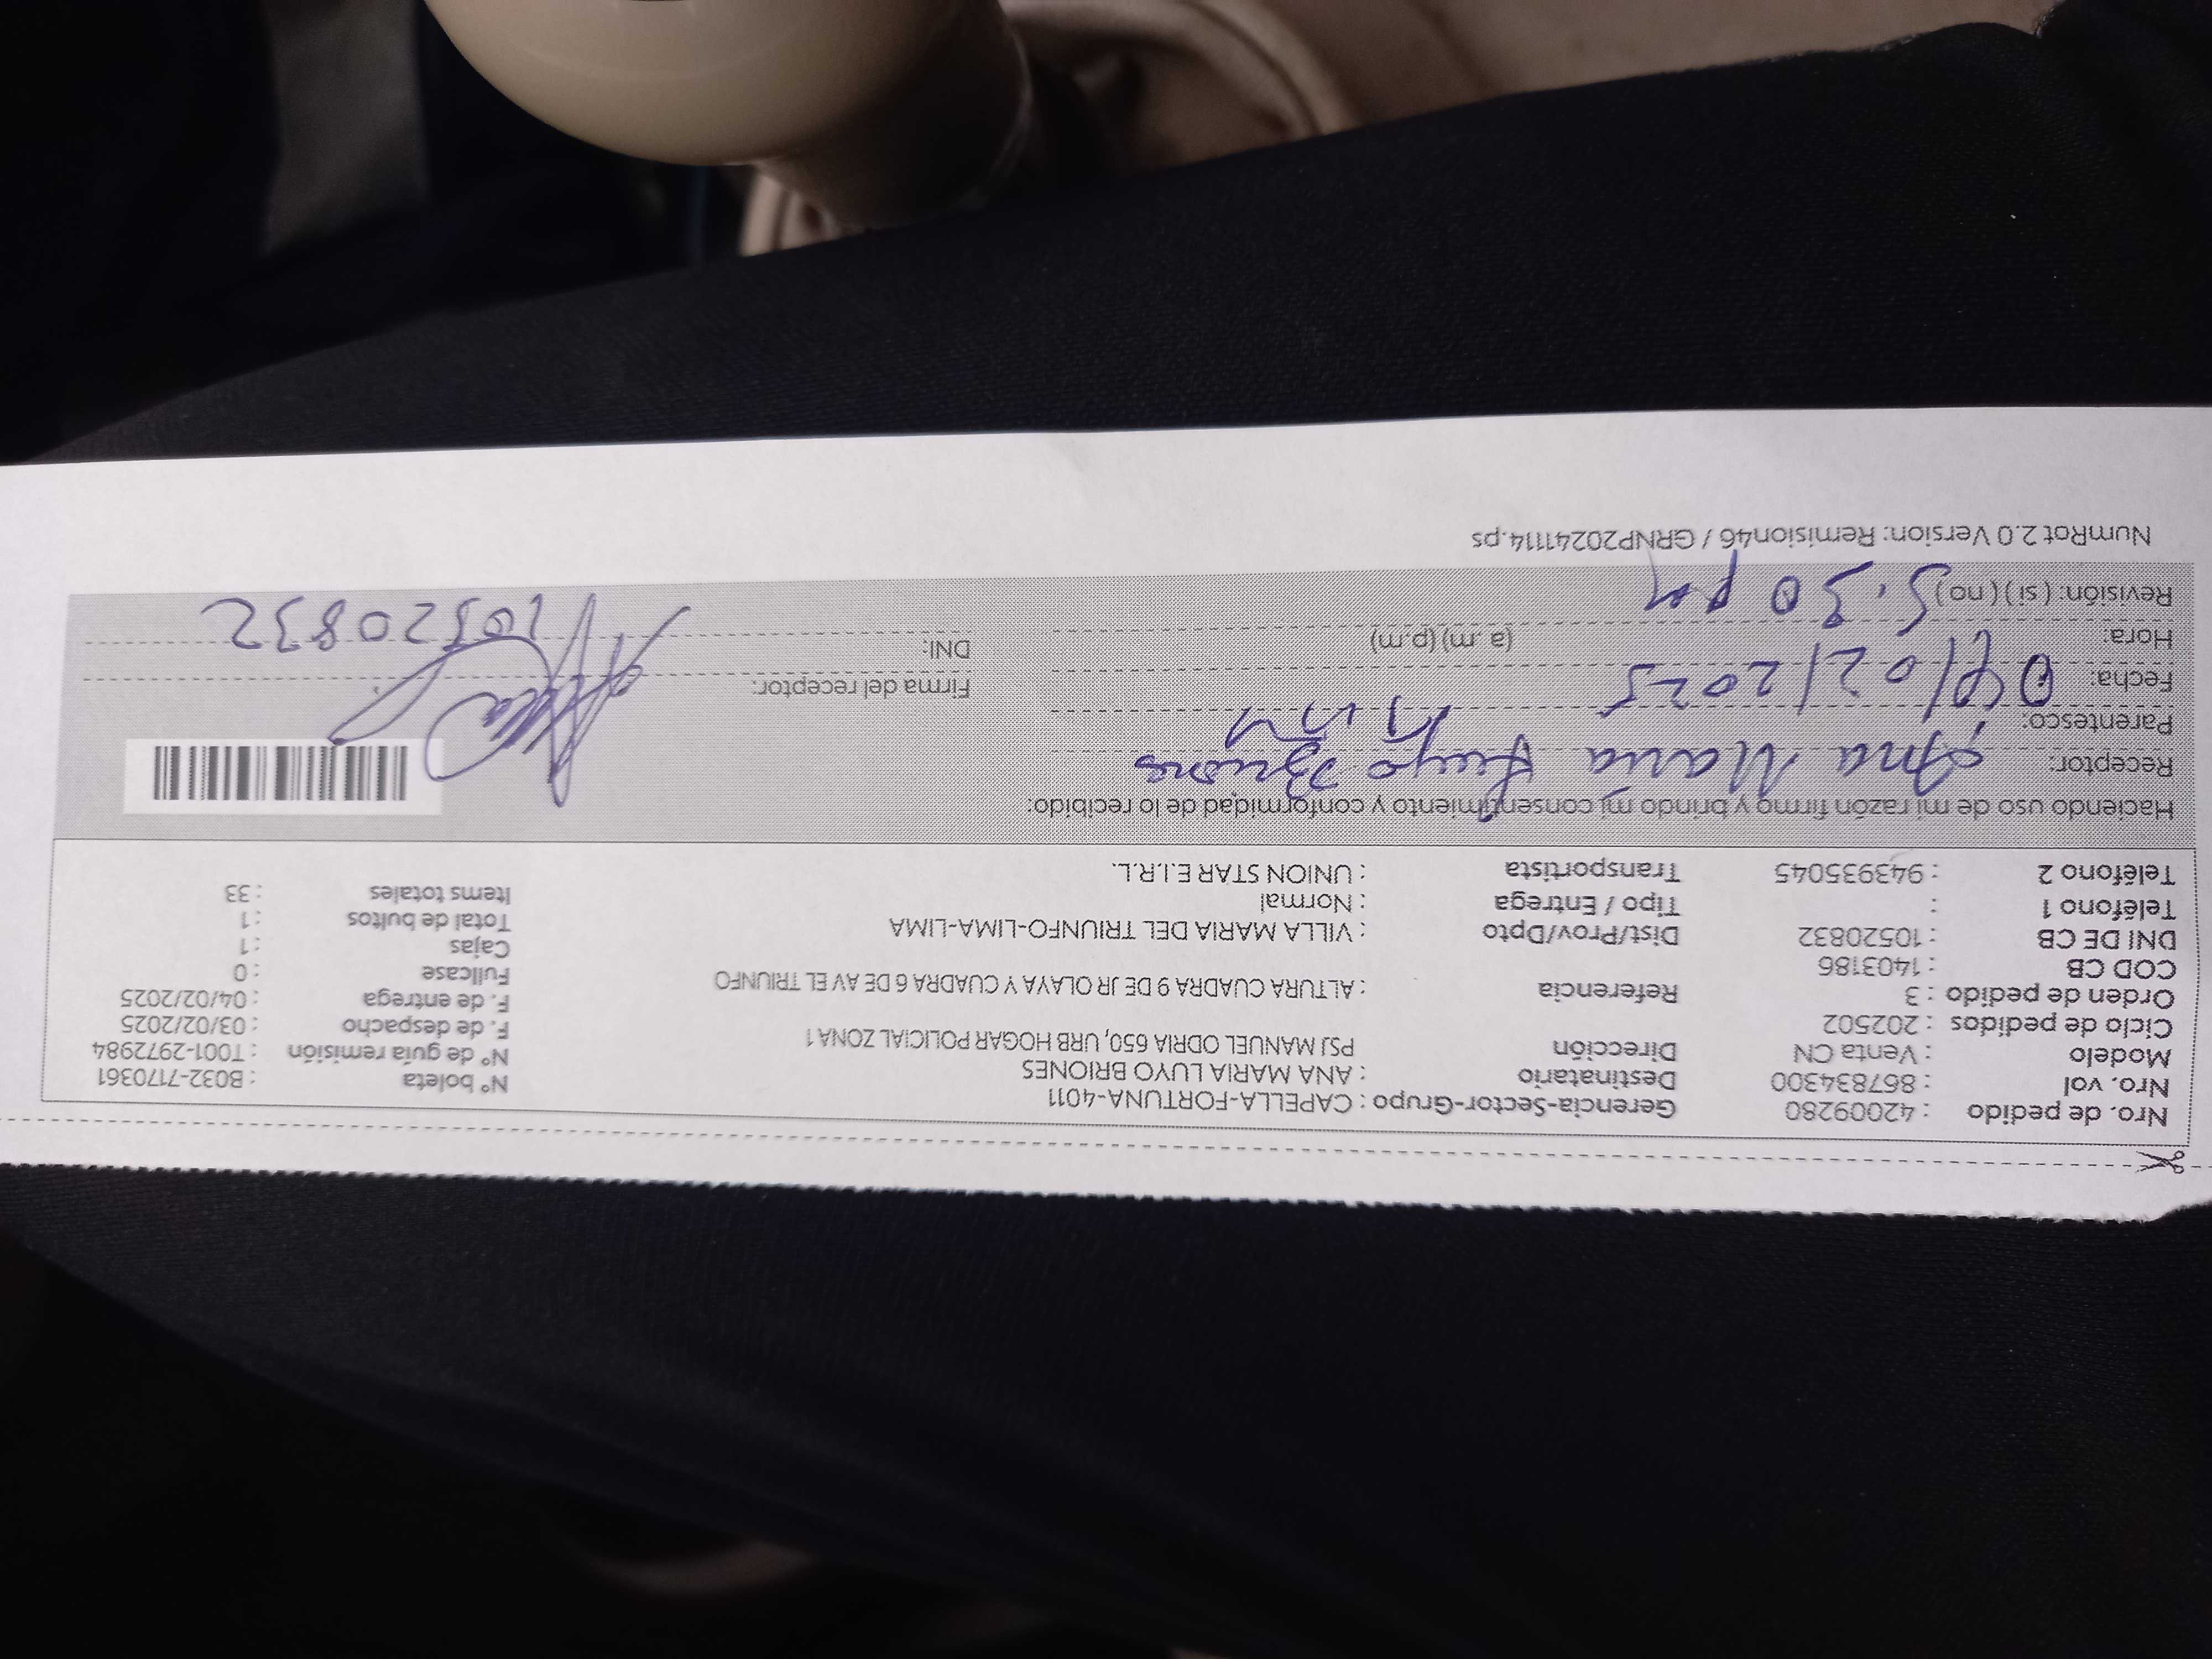 Nro. de pedido : 42009280 Gerencia-Sector-Grupo : CAPELLA-FORTUNA-4011
Nro. vol : 867834300 Destinatario : ANA MARIA LUYO BRIONES Nº boleta : B032-7170361
Modelo : Venta CN Dirección PSJ MANUEL ODRIA 650, URB HOGAR POLICIAL ZONA 1 Nº de guía remisión : T001-2972984
Ciclo de pedidos : 202502 F. de despacho : 03/02/2025
Orden de pedido : 3 Referencia : ALTURA CUADRA 9 DE JR OLAYA Y CUADRA 6 DE AV EL TRIUNFO F. de entrega : 04/02/2025
COD CB : 1403186 Fullcase : 0
DNI DE CB : 10520832 Dist/Prov/Dpto : VILLA MARIA DEL TRIUNFO-LIMA-LIMA Cajas : 1
Teléfono 1 : Tipo / Entrega : Normal Total de bultos : 1
Teléfono 2 : 943935045 Transportista : UNION STAR E.I.R.L. Items totales : 33
Haciendo uso de mi razón firmo y brindo mi consentimiento y conformidad de lo recibido:
Receptor: Ana Maria Luyo Briones
Parentesco:
Fecha: 04/02/2025 Firma del receptor:
Hora: 5.30 pm (a. m) (p.m) DNI: 10520832
Revisión: (si) (no)
NumRot 2.0 Version: Remision46 / GRNP20241114.ps